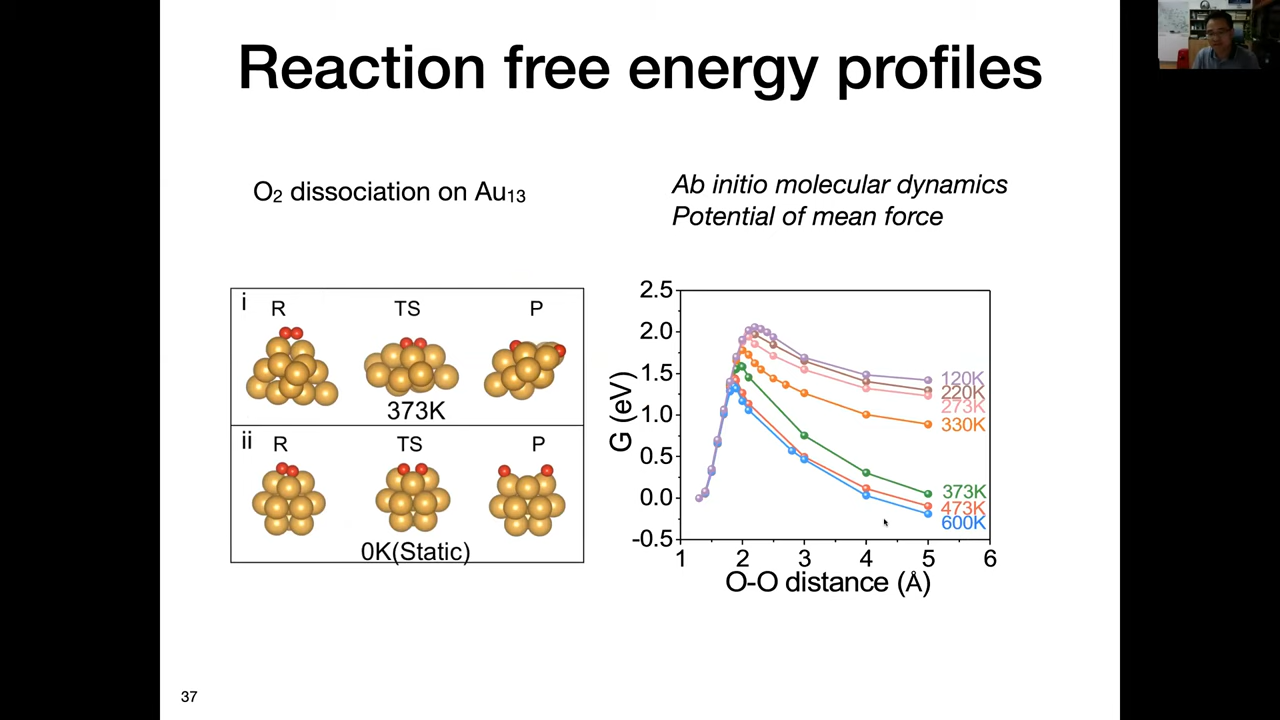 Reaction free energy profiles
O₂ dissociation on Au₁₃
Ab initio molecular dynamics
Potential of mean force
i
R
TS
P
373K
ii
R
TS
P
0K(Static)
G (eV)
2.5
2.0
1.5
1.0
0.5
0.0
-0.5
1 2 3 4 5 6
O-O distance (Å)
120K
220K
273K
330K
373K
473K
600K
37